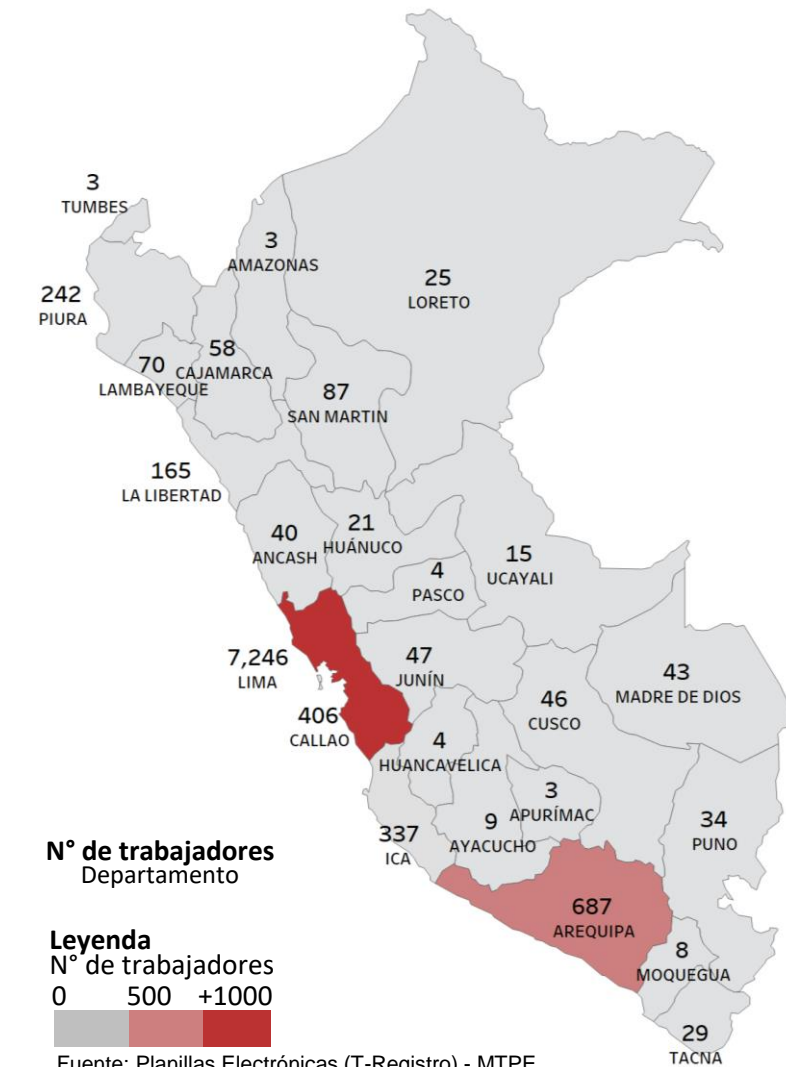 3
TUMBES
3
AMAZONAS
25
LORETO
242
PIURA
58
CAJAMARCA
70
LAMBAYEQUE
87
SAN MARTIN
165
LA LIBERTAD
21
HUÁNUCO
40
ANCASH
15
UCAYALI
4
PASCO
7,246
LIMA
47
JUNÍN
43
MADRE DE DIOS
46
CUSCO
406
CALLAO
4
HUANCAVELICA
3
APURÍMAC
9
AYACUCHO
34
PUNO
337
ICA
N° de trabajadores
Departamento
687
AREQUIPA
8
MOQUEGUA
Leyenda
N° de trabajadores
0 500 +1000
29
TACNA
Fuente: Planillas Electrónicas (T-Registro) - MTPE